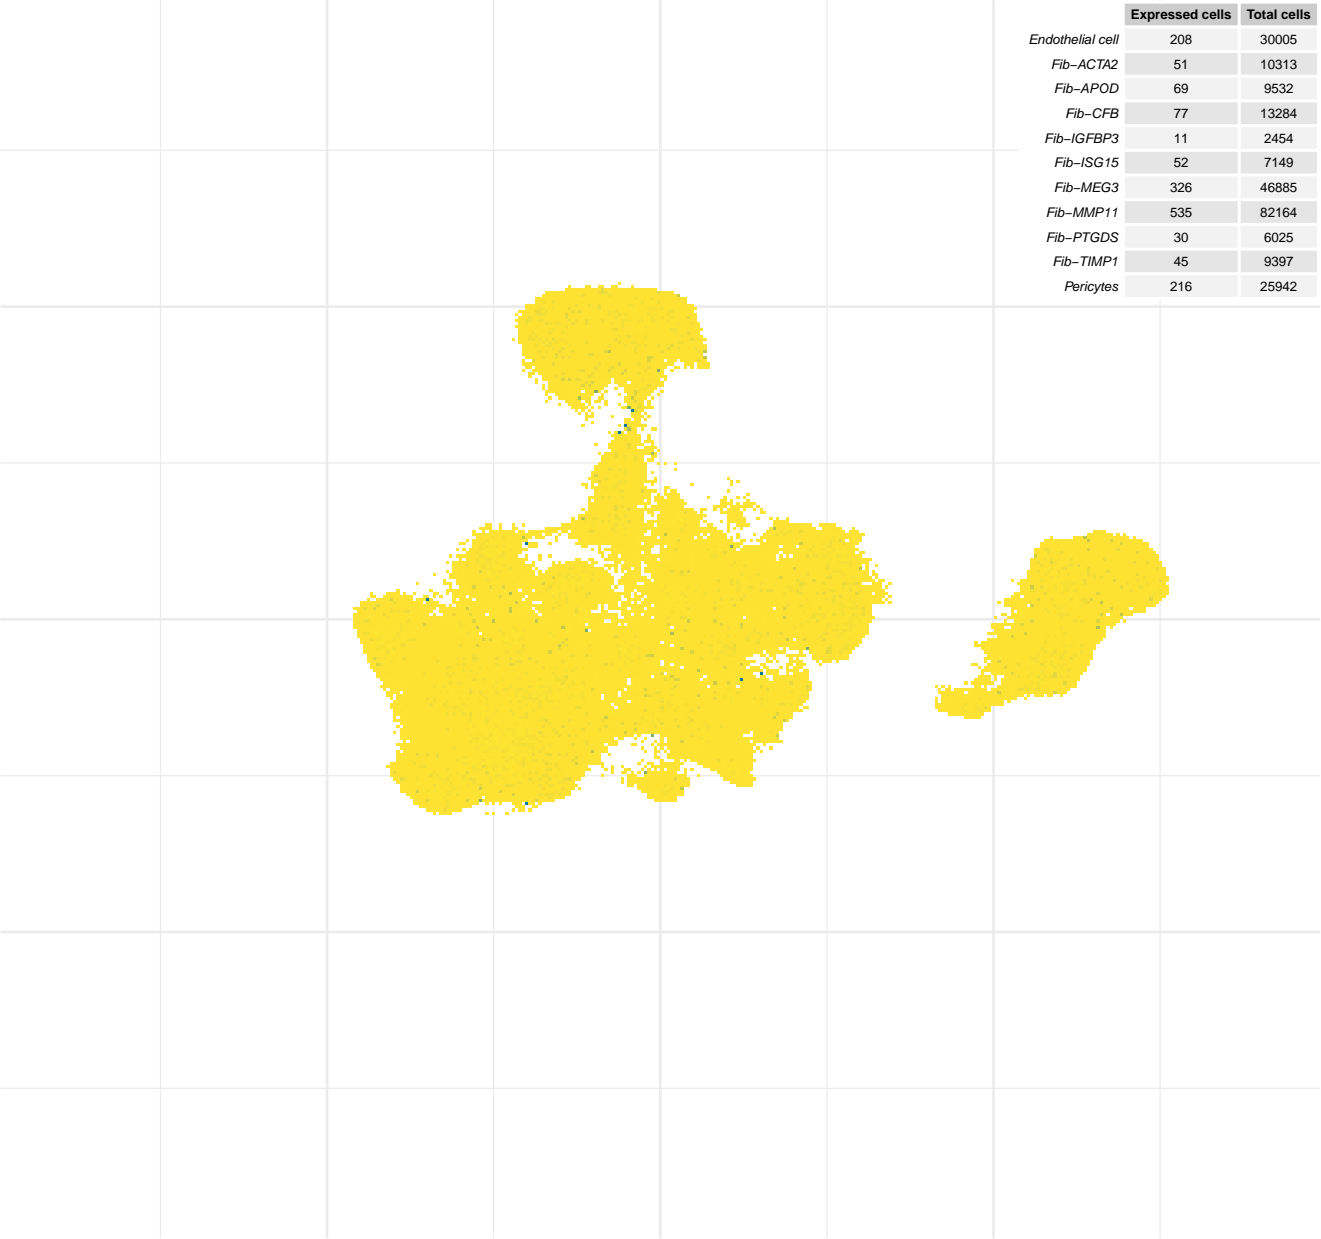 Expressed cells Total cells
Endothelial cell 208 30005
Fib−ACTA2 51 10313
Fib−APOD 69 9532
Fib−CFB 77 13284
Fib−IGFBP3 11 2454
Fib−ISG15 52 7149
Fib−MEG3 326 46885
Fib−MMP11 535 82164
Fib−PTGDS 30 6025
Fib−TIMP1 45 9397
Pericytes 216 25942